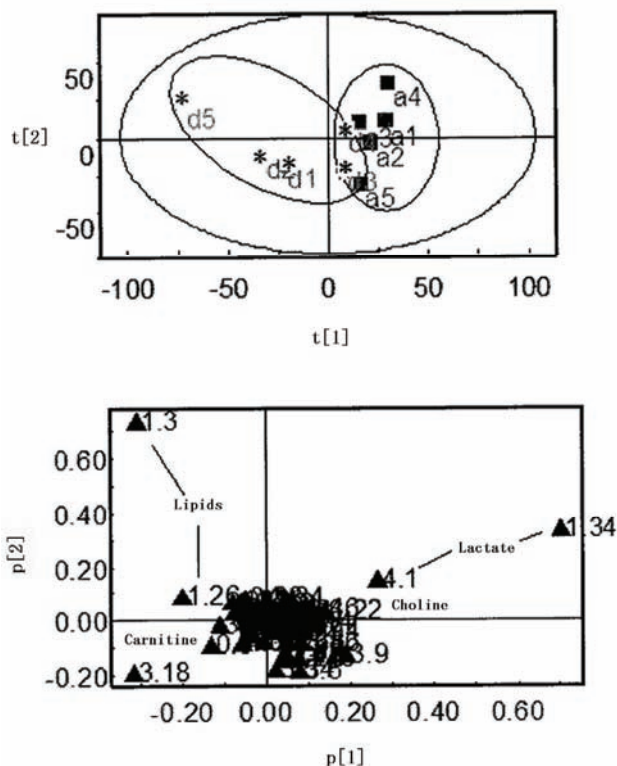 50
t[2]
0
-50
d5
d2
d1
d3
a4
a1
a2
a5
-100 -50 0 50 100
t[1]
0.60
0.40
p[2]
0.20
0.00
-0.20
1.3
Lipids
1.34
Lactate
4.1
1.26
Choline
Carnitine
3.18
3.9
-0.20 0.00 0.20 0.40 0.60
p[1]